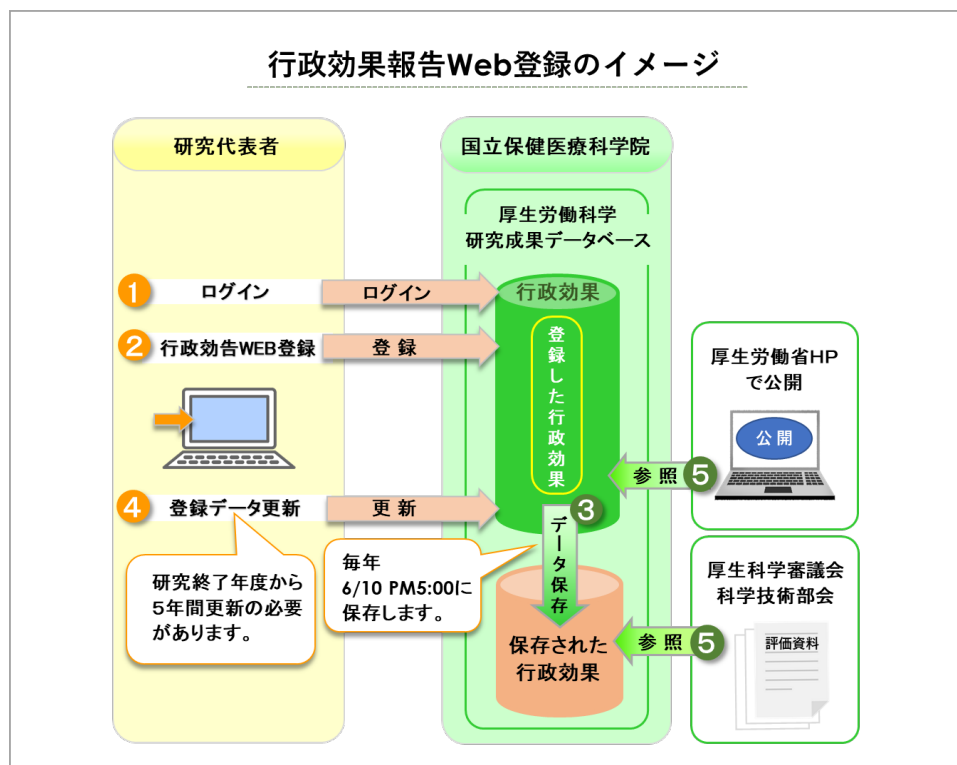 行政効果報告Web登録のイメージ
研究代表者
国立保健医療科学院
厚生労働科学
研究成果データベース
1 ログイン
ログイン
行政効果
2 行政効告WEB登録
登録
登録した行政効果
厚生労働省HP
で公開
公開
参照 5
4 登録データ更新
更新
3
データ保存
研究終了年度から
5年間更新の必要
があります。
毎年
6/10 PM5:00に
保存します。
保存された
行政効果
厚生科学審議会
科学技術部会
参照 5
評価資料